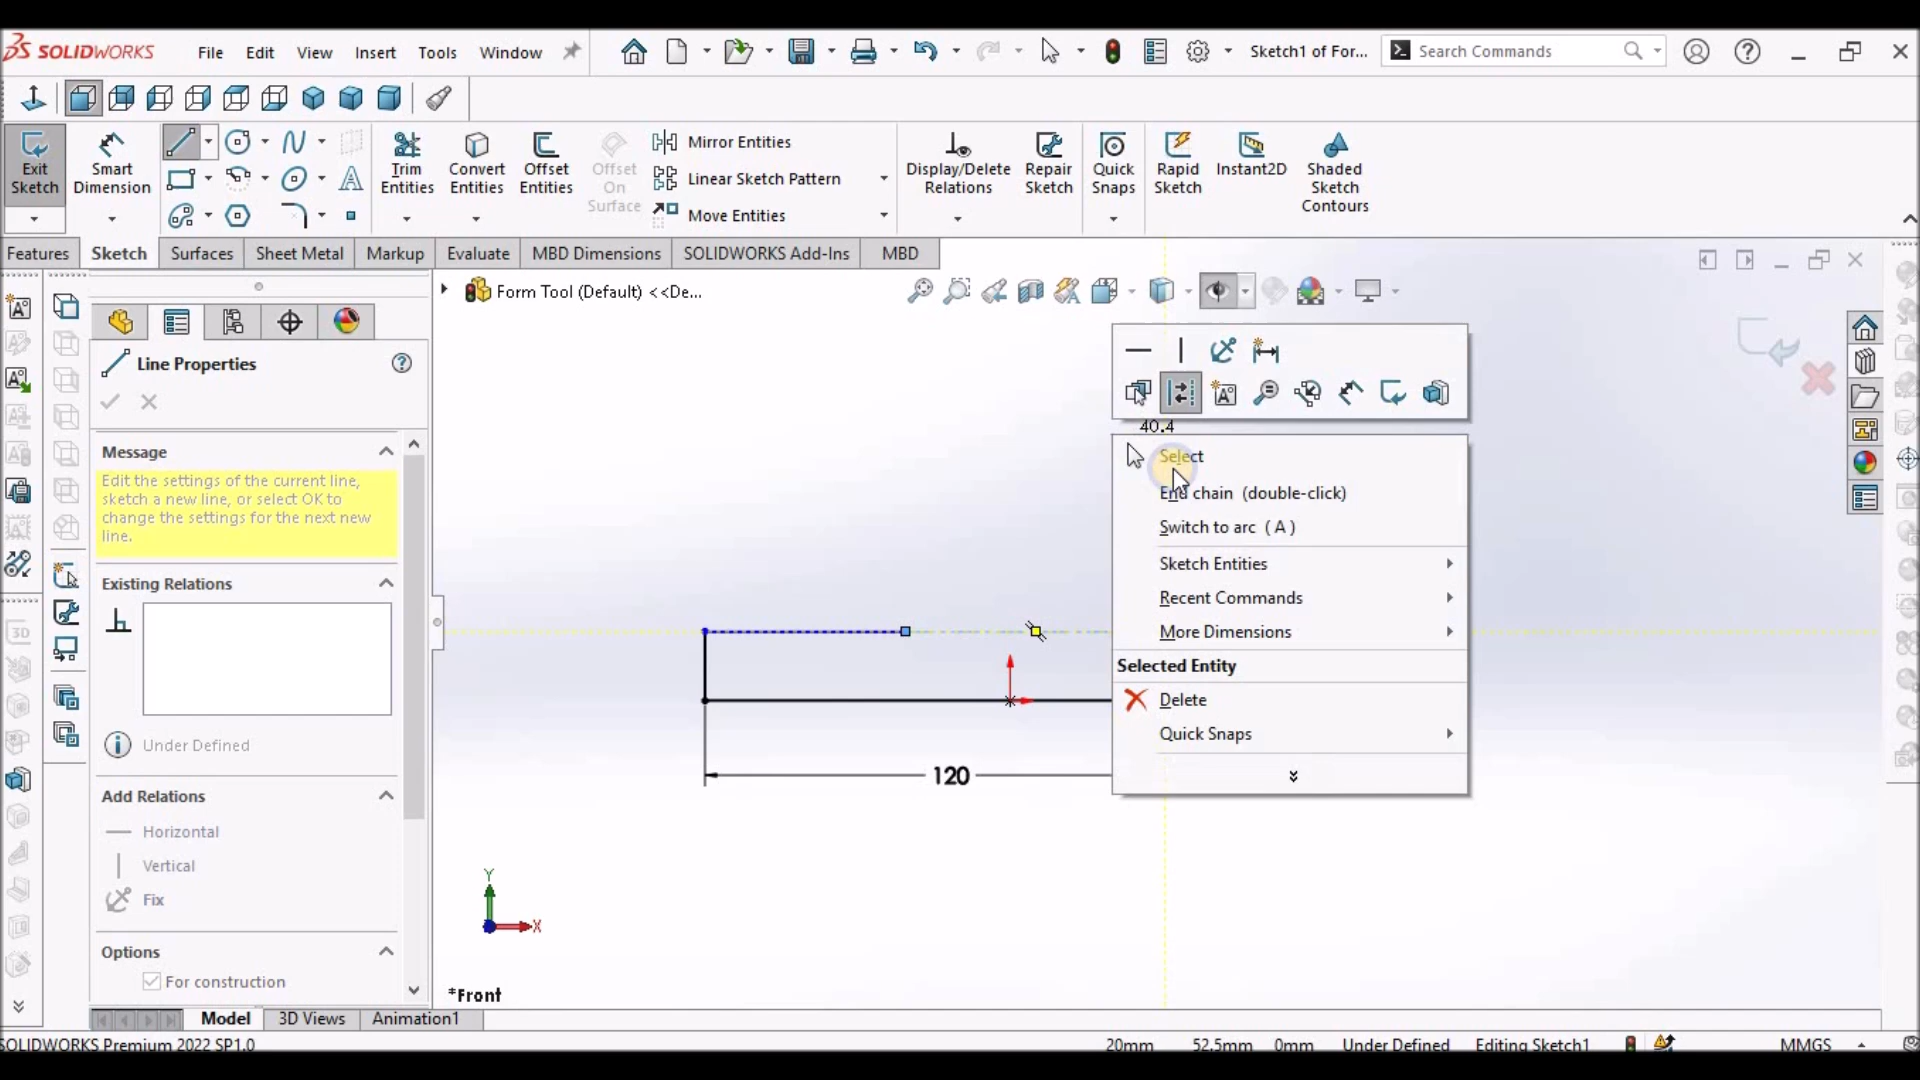 SOLIDWORKS
File
Edit
View
Insert
Tools
Window
Sketch1 of For...
Search Commands
Exit
Sketch
Smart
Dimension
Trim
Entities
Convert
Entities
Offset
Entities
Offset
On
Surface
Mirror Entities
Linear Sketch Pattern
Move Entities
Display/Delete
Relations
Repair
Sketch
Quick
Snaps
Rapid
Sketch
Instant2D
Shaded
Sketch
Contours
Features
Sketch
Surfaces
Sheet Metal
Markup
Evaluate
MBD Dimensions
SOLIDWORKS Add-Ins
MBD
Form Tool (Default) <<De...
Line Properties
Message
Edit the settings of the current line,
sketch a new line, or select OK to
change the settings for the next new
line.
Existing Relations
Under Defined
Add Relations
Horizontal
Vertical
Fix
Options
For construction
40.4
Select
End chain (double-click)
Switch to arc ( A )
Sketch Entities
Recent Commands
More Dimensions
Selected Entity
Delete
Quick Snaps
120
Y
X
*Front
Model
3D Views
Animation1
SOLIDWORKS Premium 2022 SP1.0
20mm
52.5mm
0mm
Under Defined
Editing Sketch1
MMGS